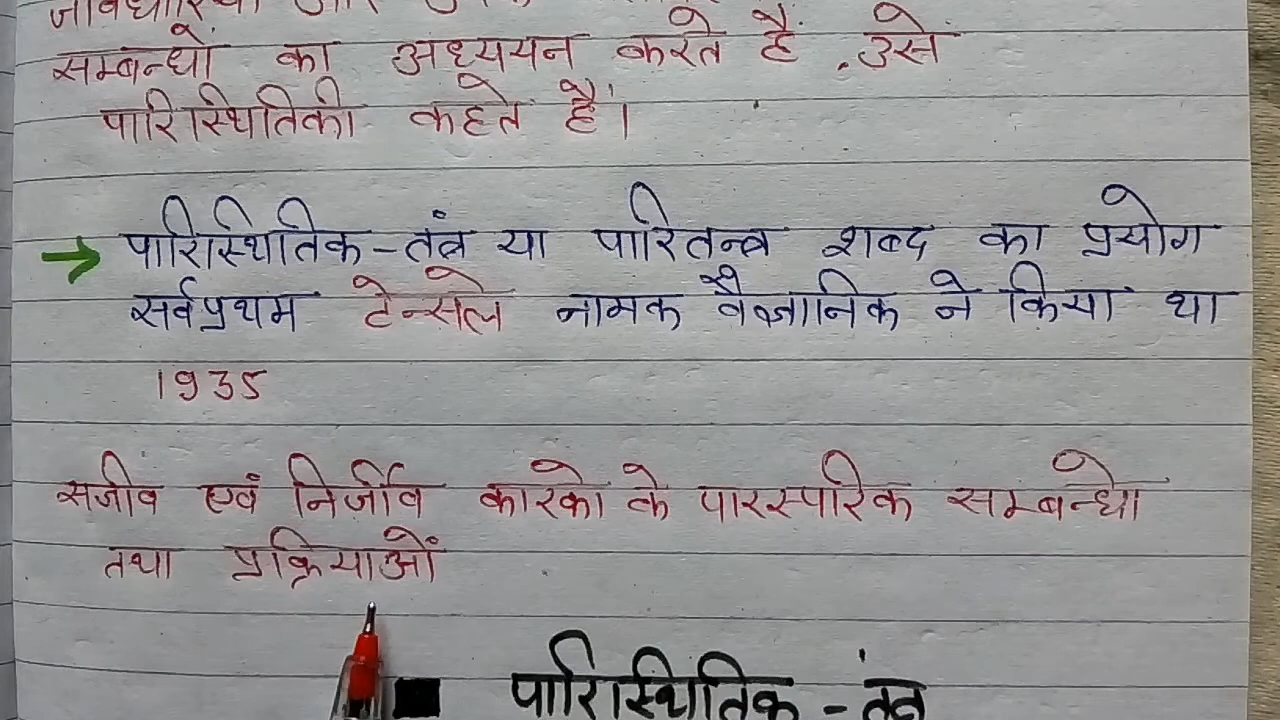 सम्बन्धों का अध्ययन करते हैं .उसे
पारिस्थितिकी कहते हैं।
→ पारिस्थितिक-तंत्र या पारितन्त्र शब्द का प्रयोग
सर्वप्रथम टेन्सले नामक वैज्ञानिक ने किया था
1935
सजीव एवं निर्जीव कारको के पारस्परिक सम्बन्धो
तथा प्रक्रियाओं
■ पारिस्थितिक-तंत्र